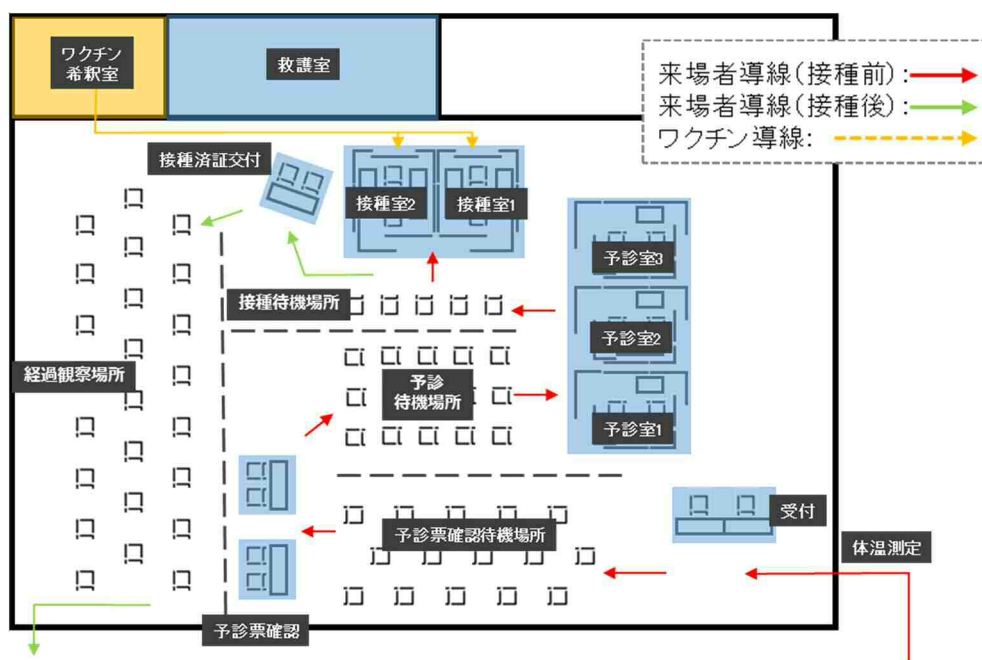 ワクチン
希釈室
救護室
来場者導線(接種前):
来場者導線(接種後):
ワクチン導線:
接種済証交付
接種室2
接種室1
予診室3
接種待機場所
予診室2
経過観察場所
予診
待機場所
予診室1
受付
予診票確認待機場所
体温測定
予診票確認